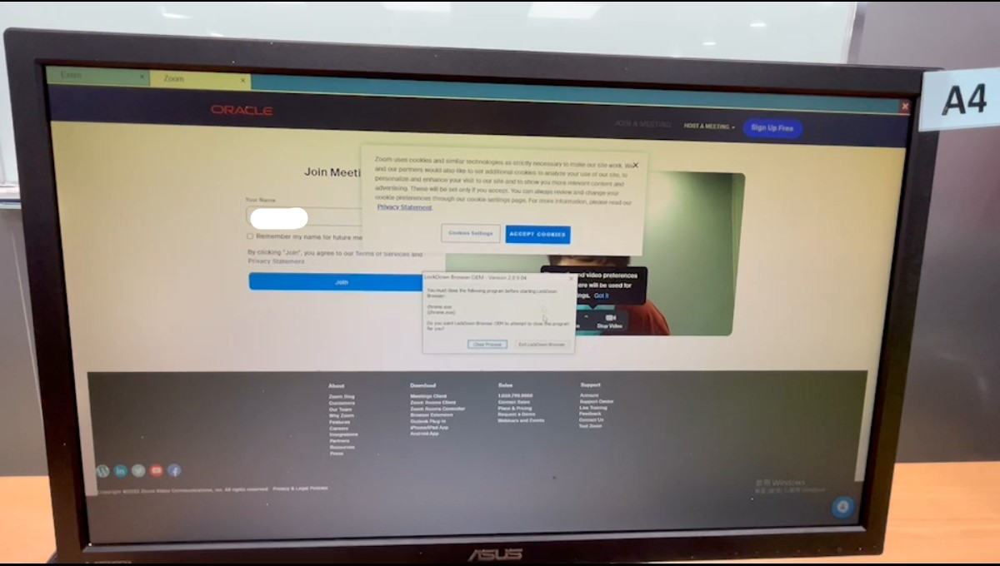 Exam
Zoom
ORACLE
A4
JOIN A MEETING
HOST A MEETING
Sign Up Free
Join Meeti
Zoom uses cookies and similar technologies as strictly necessary to make our site work. We
and our partners would also like to set additional cookies to analyze your use of our site, to
personalize and enhance your visit to our site and to show you more relevant content and
advertising. These will be set only if you accept. You can always review and change your
cookie preferences through our cookie settings page. For more information, please read our
Privacy Statement.
Cookies Settings
ACCEPT COOKIES
Your Name
Remember my name for future me
By clicking "Join", you agree to our Terms of Services and
Privacy Statement
Join
nd video preferences
ere will be used for
ngs. Got it
Stop Video
LockDown Browser OEM - Version 2.0.9.04
You must close the following program before starting LockDown
Browser:
chrome.exe
(chrome.exe)
Do you want LockDown Browser OEM to attempt to close this program
for you?
Close Process
Exit LockDown Browser
About
Zoom Blog
Customers
Our Team
Why Zoom
Features
Careers
Integrations
Partners
Resources
Press
Download
Meetings Client
Zoom Rooms Client
Zoom Rooms Controller
Browser Extension
Outlook Plug-in
iPhone/iPad App
Android App
Sales
1.888.799.9666
Contact Sales
Plans & Pricing
Request a Demo
Webinars and Events
Support
Account
Support Center
Live Training
Feedback
Contact Us
Test Zoom
Copyright ©2022 Zoom Video Communications, Inc. All rights reserved. Privacy & Legal Policies
啟用 Windows
ASUS